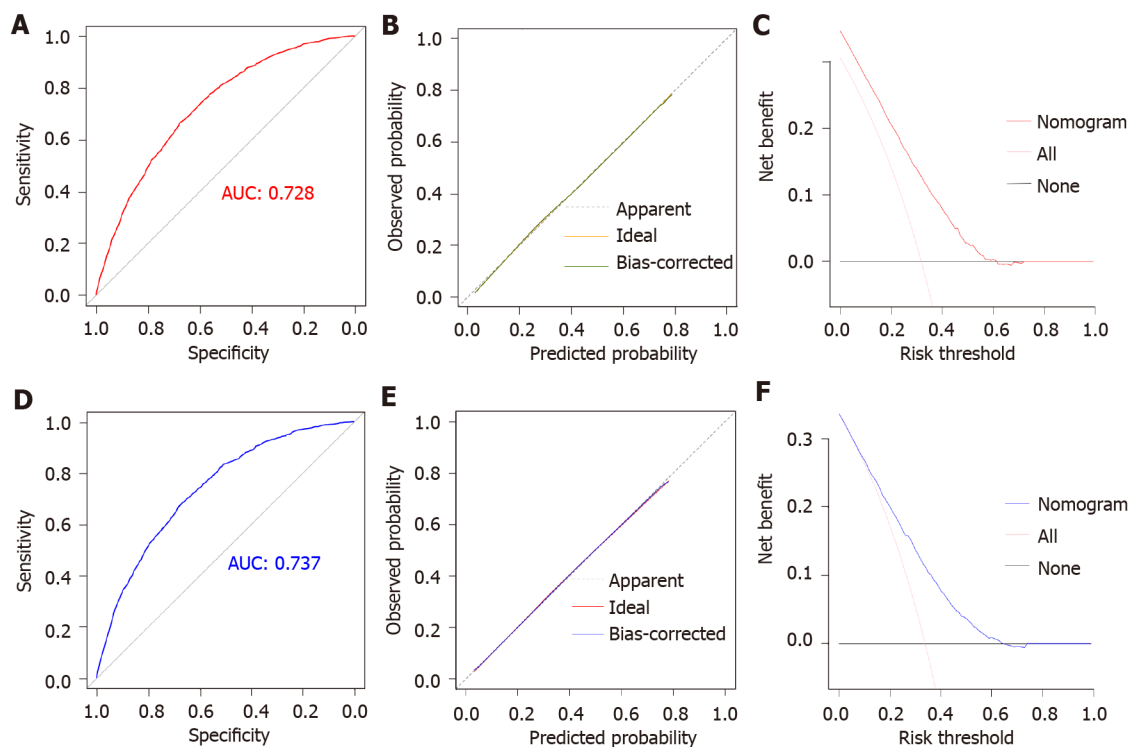 A
1.0
0.8
0.6
0.4
0.2
0.0
Sensitivity
AUC: 0.728
1.0 0.8 0.6 0.4 0.2 0.0
Specificity
B
1.0
0.8
0.6
0.4
0.2
0.0
Observed probability
Apparent
Ideal
Bias-corrected
0.0 0.2 0.4 0.6 0.8 1.0
Predicted probability
C
0.2
0.1
0.0
Net benefit
Nomogram
All
None
0.0 0.2 0.4 0.6 0.8 1.0
Risk threshold
D
1.0
0.8
0.6
0.4
0.2
0.0
Sensitivity
AUC: 0.737
1.0 0.8 0.6 0.4 0.2 0.0
Specificity
E
1.0
0.8
0.6
0.4
0.2
0.0
Observed probability
Apparent
Ideal
Bias-corrected
0.0 0.2 0.4 0.6 0.8 1.0
Predicted probability
F
0.3
0.2
0.1
0.0
Net benefit
Nomogram
All
None
0.0 0.2 0.4 0.6 0.8 1.0
Risk threshold